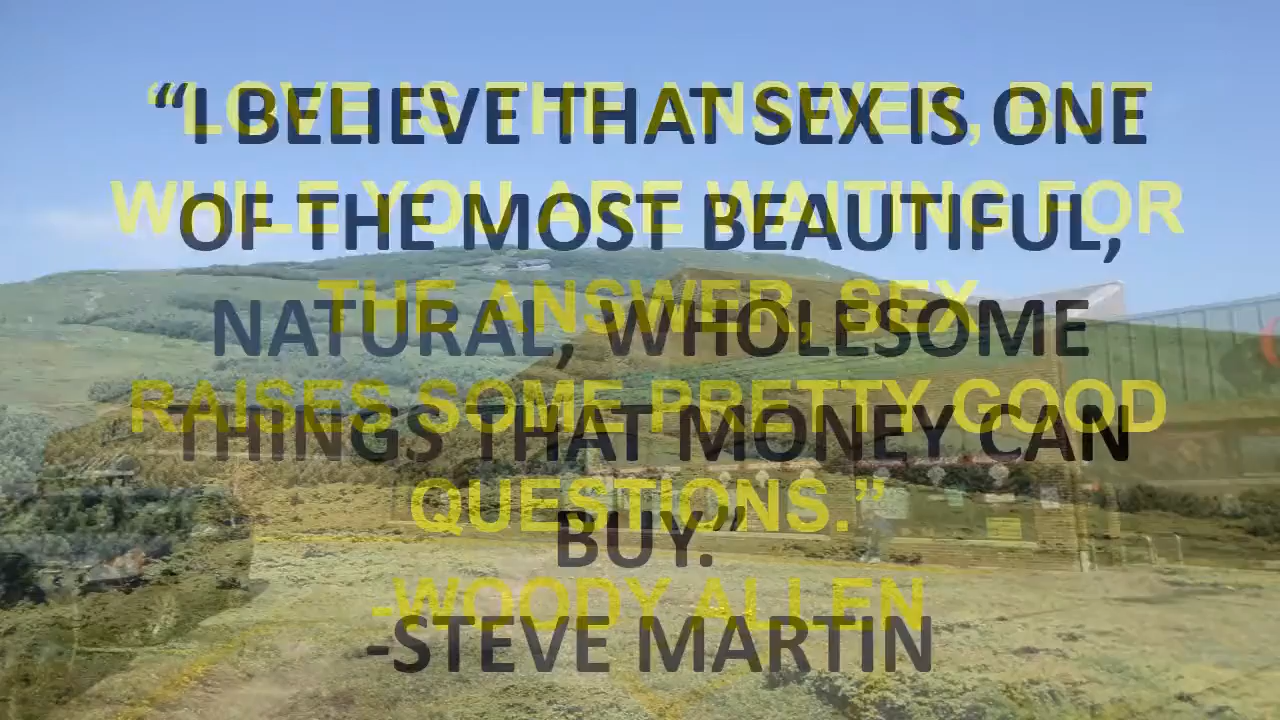 “I BELIEVE THAT SEX IS ONE
OF THE MOST BEAUTIFUL,
NATURAL, WHOLESOME
THINGS THAT MONEY CAN
BUY.”
-STEVE MARTIN
“LOVE IS THE ANSWER, BUT
WHILE YOU ARE WAITING FOR
THE ANSWER, SEX
RAISES SOME PRETTY GOOD
QUESTIONS.”
-WOODY ALLEN